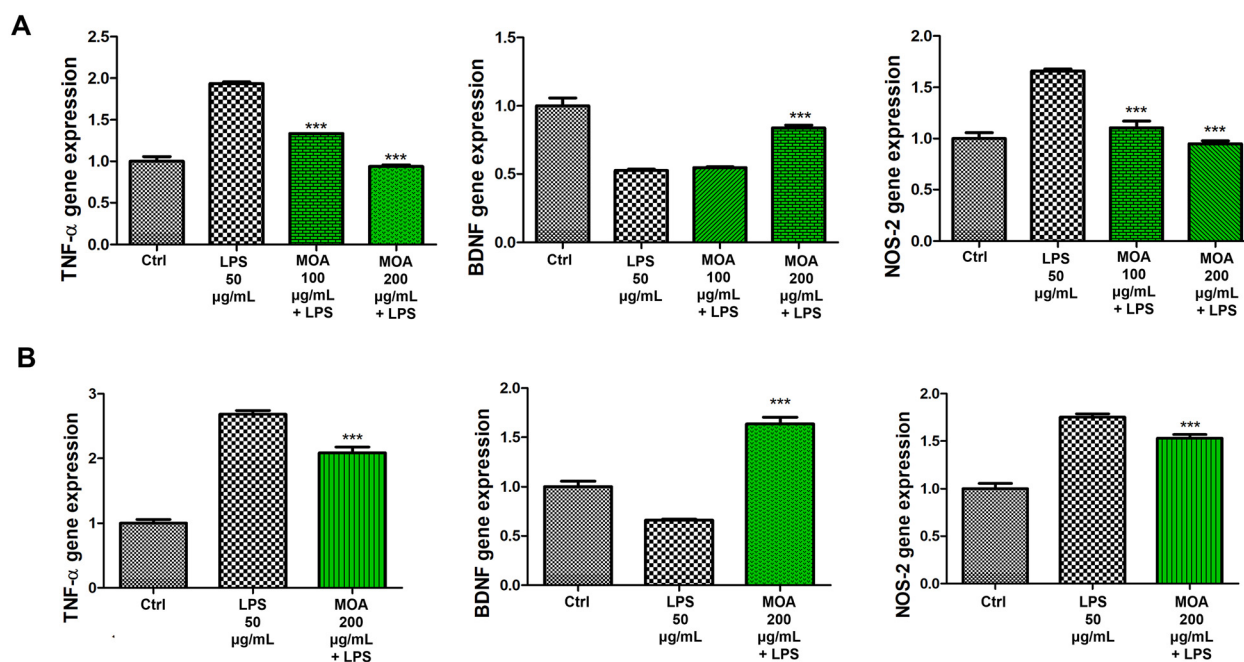 A
TNF-α gene expression
2.5
2.0
1.5
1.0
0.5
0.0
***
***
Ctrl
LPS
50
µg/mL
MOA
100
µg/mL
+ LPS
MOA
200
µg/mL
+ LPS
BDNF gene expression
1.5
1.0
0.5
0.0
***
Ctrl
LPS
50
µg/mL
MOA
100
µg/mL
+ LPS
MOA
200
µg/mL
+ LPS
NOS-2 gene expression
2.0
1.5
1.0
0.5
0.0
***
***
Ctrl
LPS
50
µg/mL
MOA
100
µg/mL
+ LPS
MOA
200
µg/mL
+ LPS
B
TNF-α gene expression
3
2
1
0
***
Ctrl
LPS
50
µg/mL
MOA
200
µg/mL
+ LPS
BDNF gene expression
2.0
1.5
1.0
0.5
0.0
***
Ctrl
LPS
50
µg/mL
MOA
200
µg/mL
+ LPS
NOS-2 gene expression
2.0
1.5
1.0
0.5
0.0
***
Ctrl
LPS
50
µg/mL
MOA
200
µg/mL
+ LPS